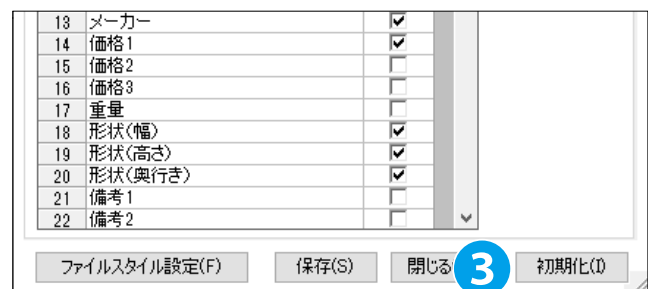 13 メーカー
14 価格1
15 価格2
16 価格3
17 重量
18 形状(幅)
19 形状(高さ)
20 形状(奥行き)
21 備考1
22 備考2
ファイルスタイル設定(F) 保存(S) 閉じる 3 初期化(I)